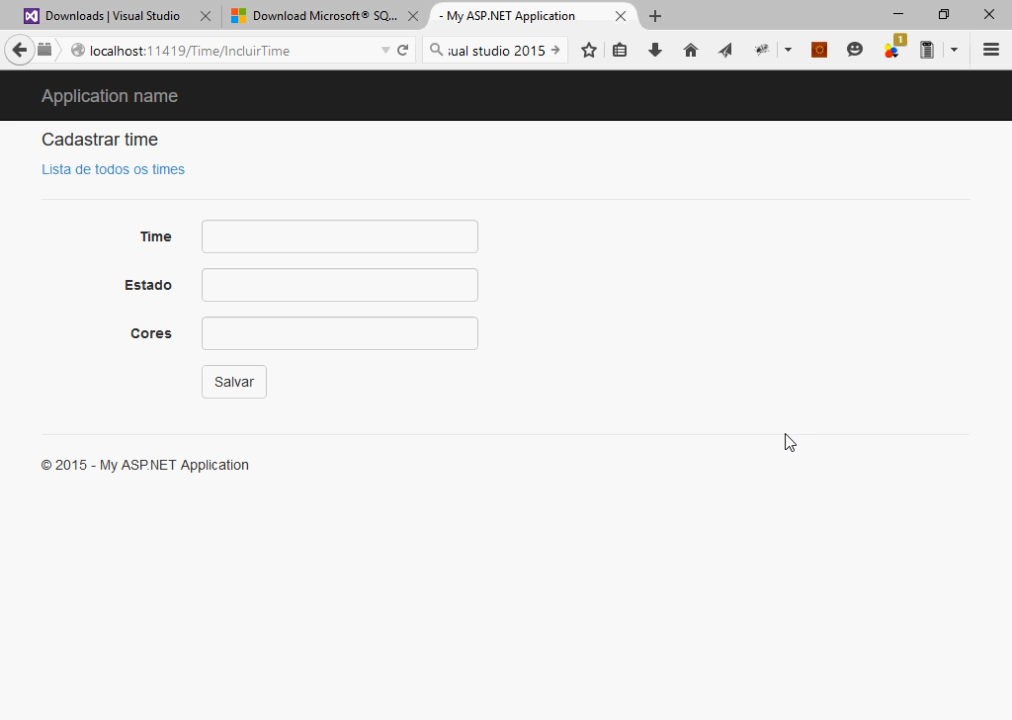 Downloads | Visual Studio
Download Microsoft® SQ...
- My ASP.NET Application
localhost:11419/Time/IncluirTime
ual studio 2015
1
Application name
Cadastrar time
Lista de todos os times
Time
Estado
Cores
Salvar
© 2015 - My ASP.NET Application